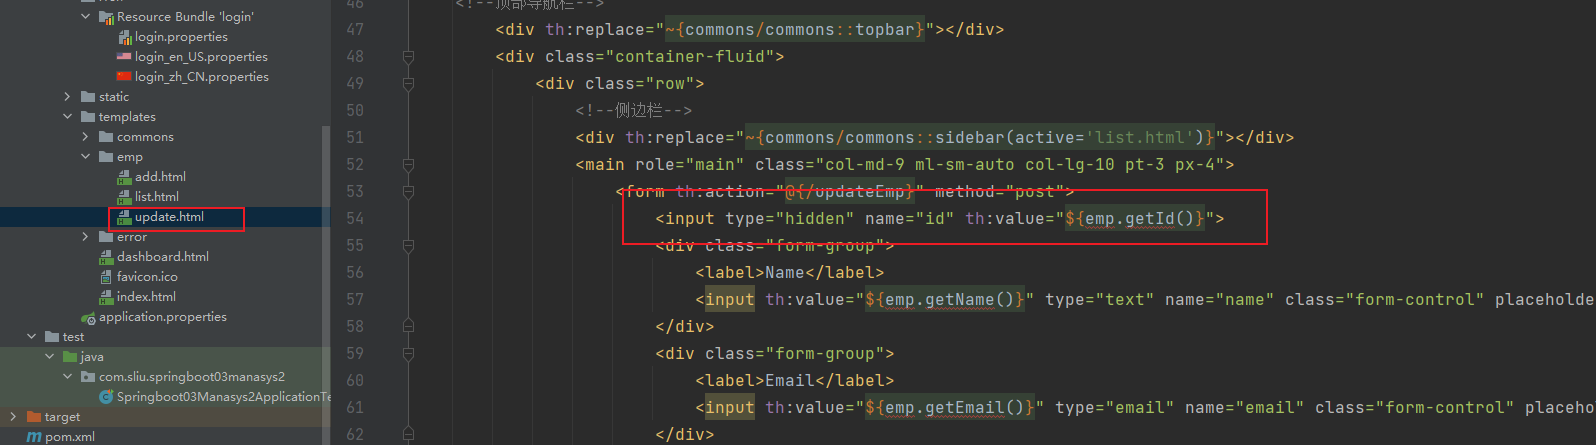 Resource Bundle 'login'
login.properties
login_en_US.properties
login_zh_CN.properties
static
templates
commons
emp
add.html
list.html
update.html
error
dashboard.html
favicon.ico
index.html
application.properties
test
java
com.sliu.springboot03manasys2
Springboot03Manasys2ApplicationTe
target
pom.xml
46 <!--顶部导航栏-->
47 <div th:replace="~{commons/commons::topbar}"></div>
48 <div class="container-fluid">
49 <div class="row">
50 <!--侧边栏-->
51 <div th:replace="~{commons/commons::sidebar(active='list.html')}"></div>
52 <main role="main" class="col-md-9 ml-sm-auto col-lg-10 pt-3 px-4">
53 <form th:action="@{/updateEmp}" method="post">
54 <input type="hidden" name="id" th:value="${emp.getId()}">
55 <div class="form-group">
56 <label>Name</label>
57 <input th:value="${emp.getName()}" type="text" name="name" class="form-control" placeholde
58 </div>
59 <div class="form-group">
60 <label>Email</label>
61 <input th:value="${emp.getEmail()}" type="email" name="email" class="form-control" placeho
62 </div>